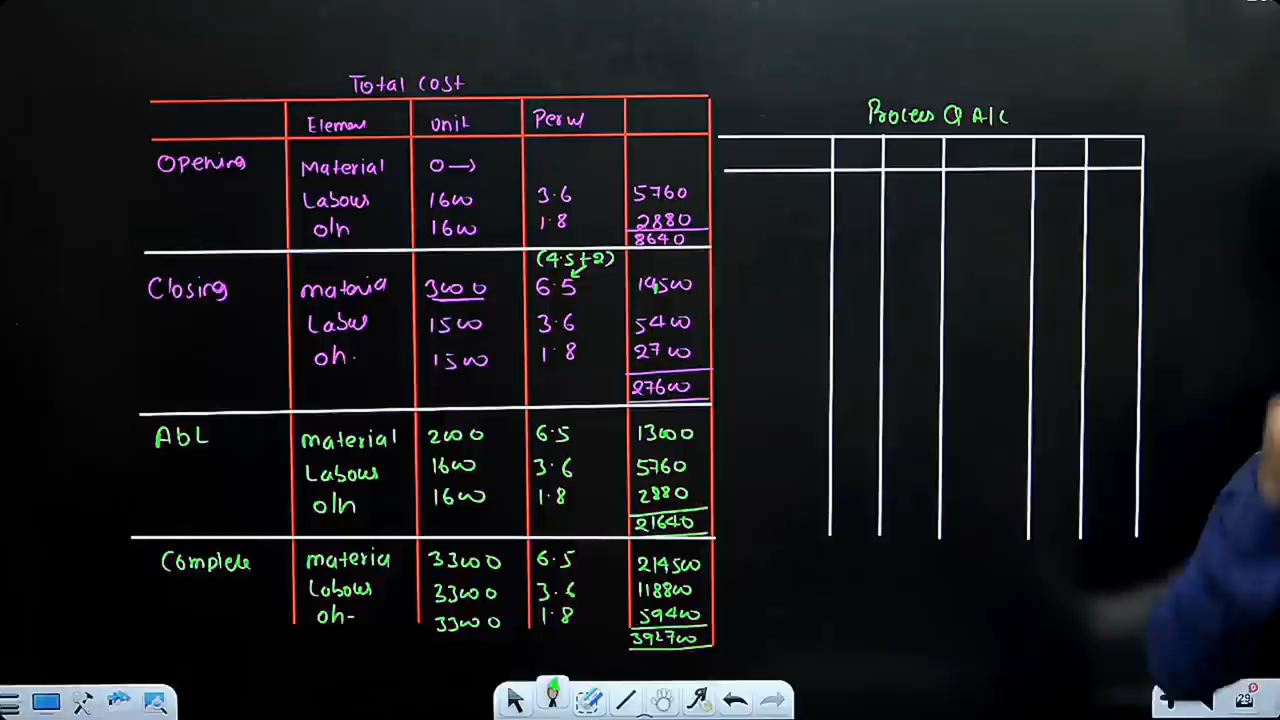 Total Cost
Element Unit Per u
Opening Material 0→
Labour 1600 3.6 5760
o/h 1600 1.8 2880
8640
(4.5+2)
Closing materia 3000 6.5 19500
Labur 1500 3.6 5400
oh. 1500 1.8 2700
27600
AbL material 2000 6.5 13000
Labour 1600 3.6 5760
o/h 1600 1.8 2880
21640
Complete materia 33000 6.5 214500
Labour 33000 3.6 118800
oh- 33000 1.8 59400
392700
Process Q A/C
29